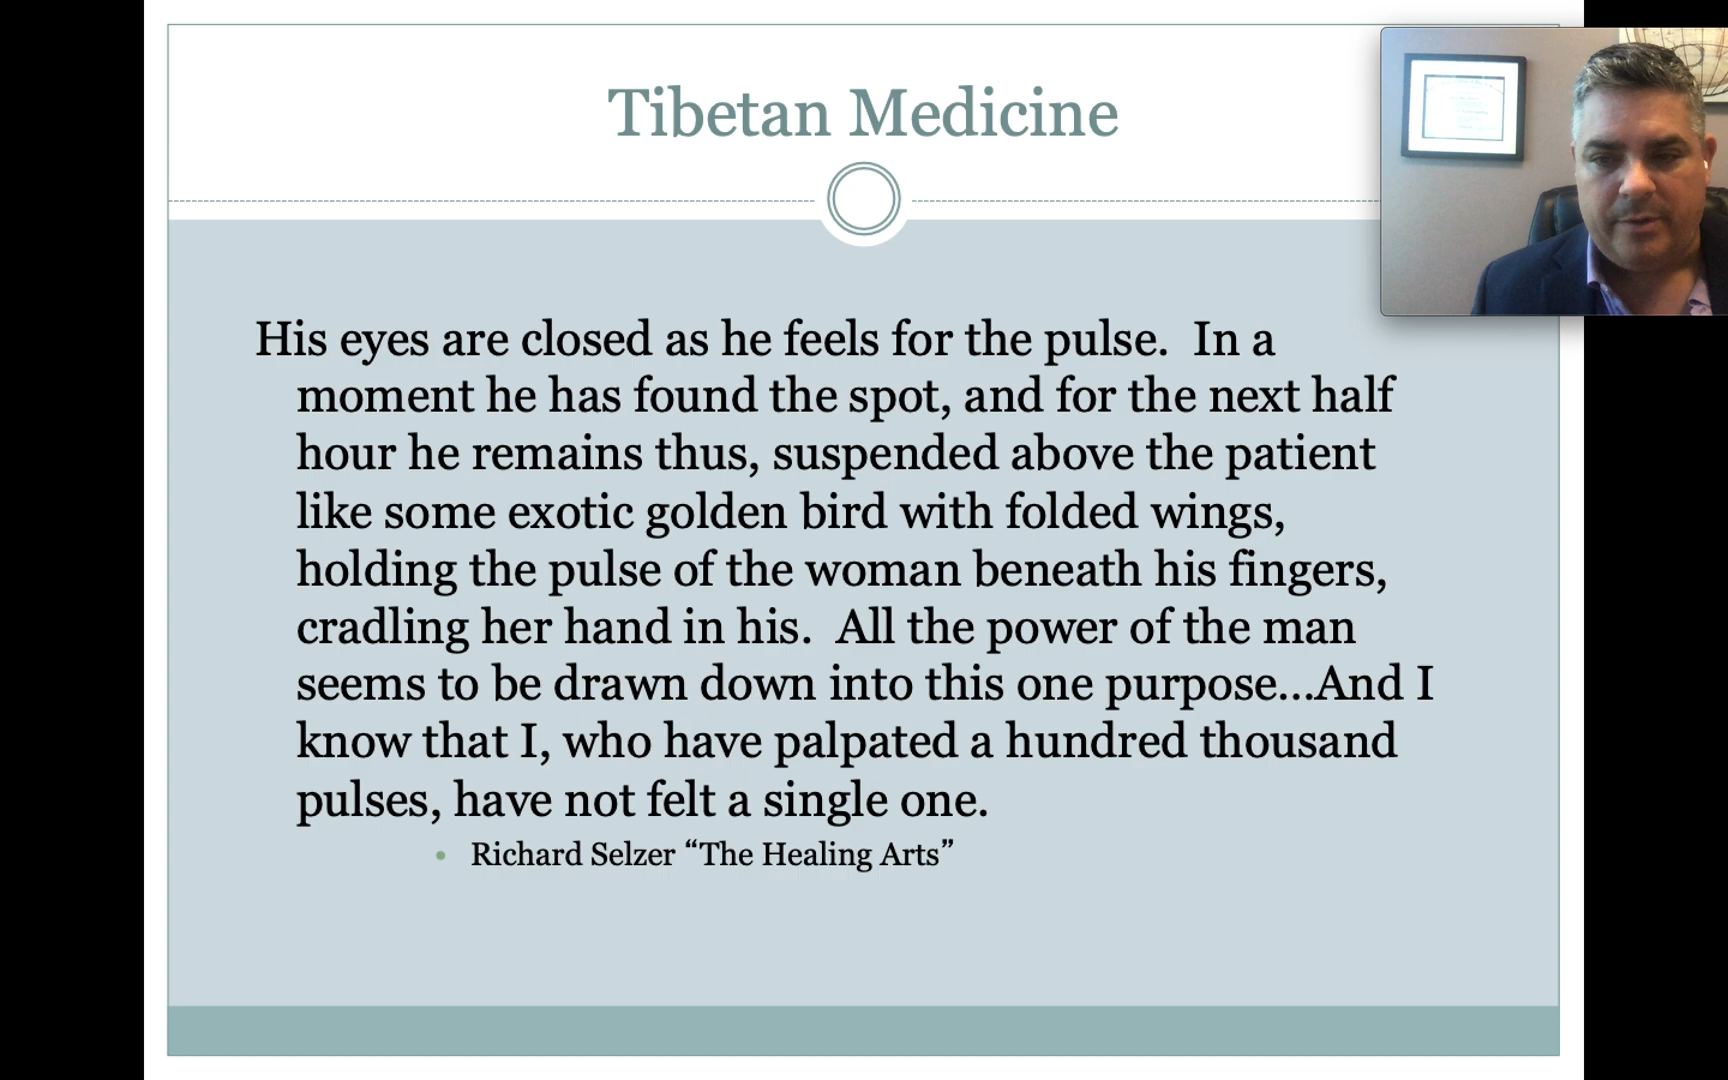 Tibetan Medicine
His eyes are closed as he feels for the pulse.  In a
moment he has found the spot, and for the next half
hour he remains thus, suspended above the patient
like some exotic golden bird with folded wings,
holding the pulse of the woman beneath his fingers,
cradling her hand in his.  All the power of the man
seems to be drawn down into this one purpose...And I
know that I, who have palpated a hundred thousand
pulses, have not felt a single one.
• Richard Selzer “The Healing Arts”